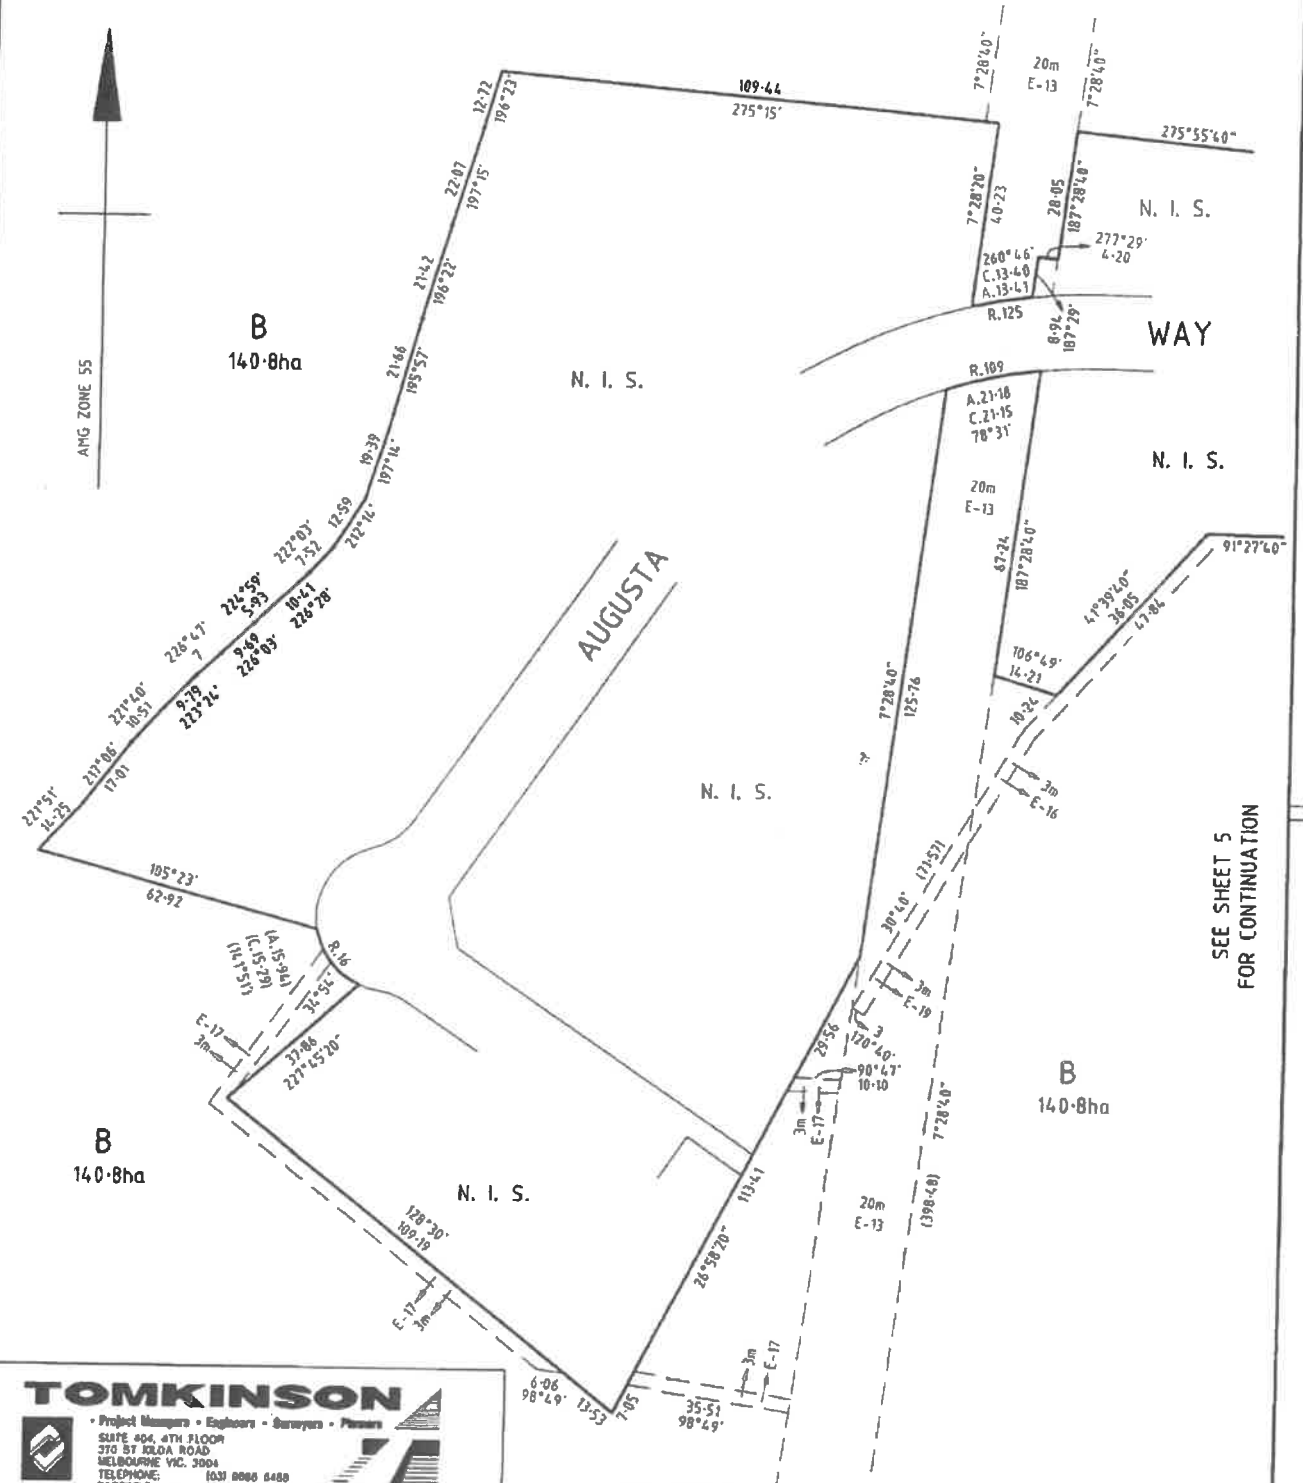 7°28'40"
20m
E-13
7°28'40"
109·44
275°15'
12·72
196°23'
275°55'40"
22·07
197°15'
7°28'20"
40·23
28·05
187°28'40"
N. I. S.
277°29'
4·20
260°46'
C.13·40
A.13·41
R.125
8·94
187°29'
21·42
196°22'
B
140·8ha
WAY
AMG ZONE 55
21·66
195°57'
N. I. S.
R.109
A.21·18
C.21·15
78°31'
19·39
197°14'
N. I. S.
20m
E-13
12·59
212°14'
222°03'
7·52
67·24
187°28'40"
91°27'40"
224°59'
5·93
10·41
226°28'
AUGUSTA
41°39'40"
36·05
47·84
226°47'
7
9·69
226°03'
106°49'
14·21
221°40'
10·51
9·79
223°24'
7°28'40"
125·76
10·24
217°06'
17·01
3m
E-16
221°51'
14·25
N. I. S.
SEE SHEET 5
FOR CONTINUATION
105°23'
62·92
30°40'
(71·57)
(A.15·94)
(C.15·29)
(141°51')
R.16
34°54'
3m
E-19
E-17
3m
37·86
227°45'20"
29·56
3
120°40'
90°47'
10·10
3m
E-17
B
140·8ha
7°28'40"
(398·48)
B
140·8ha
N. I. S.
113·41
26°58'20"
20m
E-13
128°30'
109·19
E-17
3m
3m
E-17
6·06
98°49'
13·53
7·05
35·51
98°49'
TOMKINSON
• Project Managers • Engineers • Surveyors • Planners
SUITE 404, 4TH FLOOR
370 ST KILDA ROAD
MELBOURNE VIC. 3004
TELEPHONE: